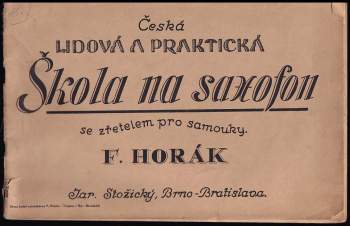 Česká
LIDOVÁ A PRAKTICKÁ
Škola na saxofon
se zřetelem pro samouky.
F. HORÁK
Jar. Stožický, Brno-Bratislava.